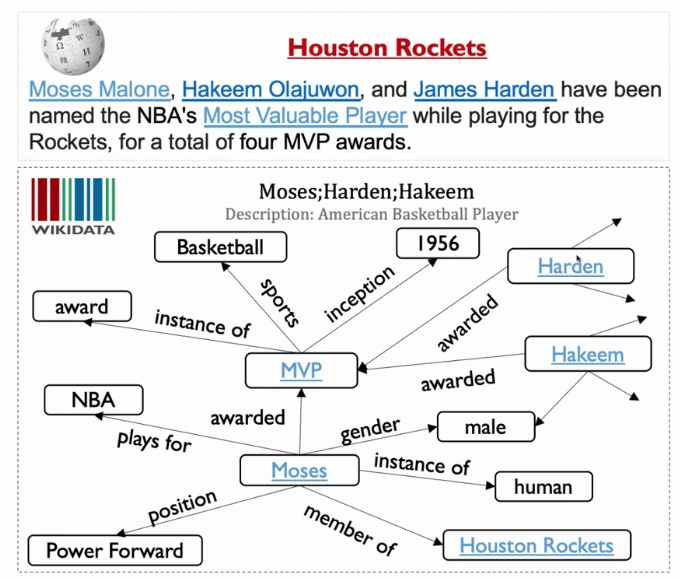 Houston Rockets
Moses Malone, Hakeem Olajuwon, and James Harden have been
named the NBA's Most Valuable Player while playing for the
Rockets, for a total of four MVP awards.
WIKIDATA
Moses;Harden;Hakeem
Description: American Basketball Player
Basketball
1956
Harden
award
instance of
sports
inception
awarded
MVP
Hakeem
awarded
NBA
plays for
awarded
gender
male
Moses
instance of
human
position
member of
Power Forward
Houston Rockets